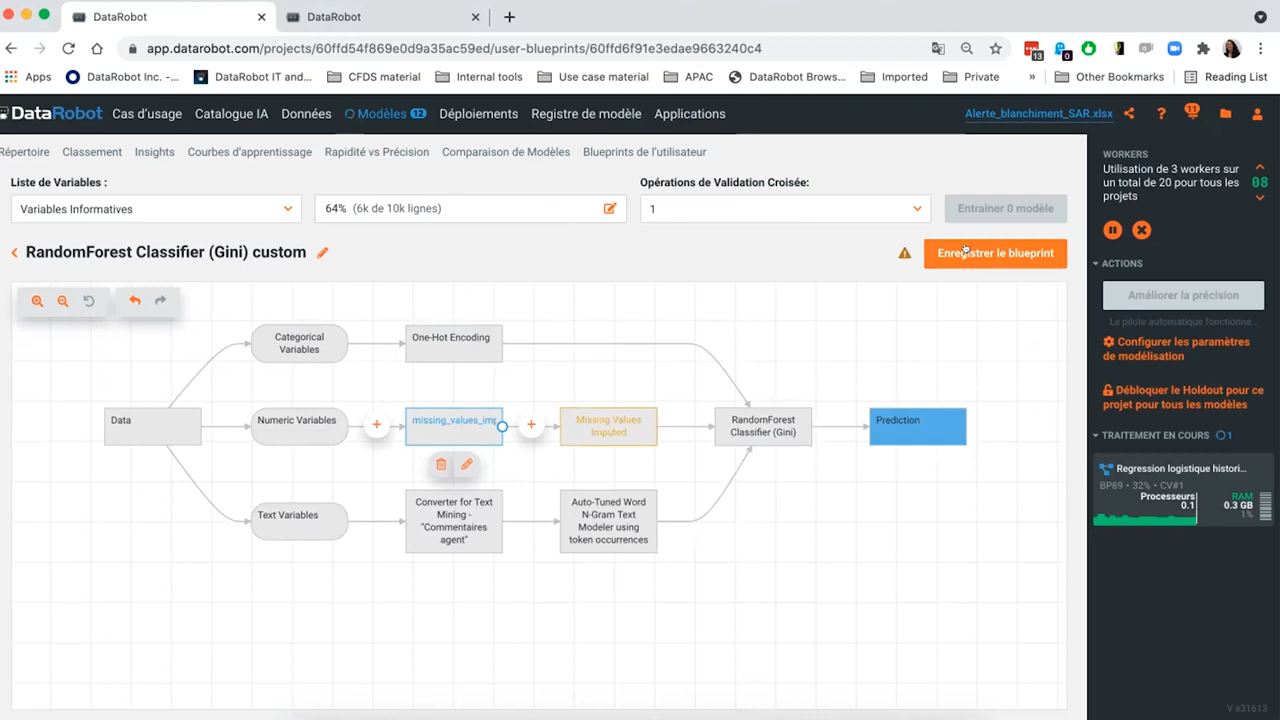 DataRobot
DataRobot
app.datarobot.com/projects/60ffd54f869e0d9a35ac59ed/user-blueprints/60ffd6f91e3edae9663240c4
13
0
Apps
DataRobot Inc. -...
DataRobot IT and...
CFDS material
Internal tools
Use case material
APAC
DataRobot Brows...
Imported
Private
»
Other Bookmarks
Reading List
DataRobot
Cas d'usage
Catalogue IA
Données
Modèles 12
Déploiements
Registre de modèle
Applications
Alerte_blanchiment_SAR.xlsx
?
11
Répertoire
Classement
Insights
Courbes d'apprentissage
Rapidité vs Précision
Comparaison de Modèles
Blueprints de l'utilisateur
Liste de Variables :
Variables Informatives
64% (6k de 10k lignes)
Opérations de Validation Croisée:
1
Entraîner 0 modèle
RandomForest Classifier (Gini) custom
Enregistrer le blueprint
Data
Categorical
Variables
One-Hot Encoding
Numeric Variables
missing_values_imp
Missing Values
Imputed
RandomForest
Classifier (Gini)
Prediction
Text Variables
Converter for Text
Mining -
"Commentaires
agent"
Auto-Tuned Word
N-Gram Text
Modeler using
token occurrences
WORKERS
Utilisation de 3 workers sur
un total de 20 pour tous les
projets
08
ACTIONS
Améliorer la précision
Le pilote automatique fonctionne...
Configurer les paramètres
de modélisation
Débloquer le Holdout pour ce
projet pour tous les modèles
TRAITEMENT EN COURS 1
Regression logistique histori...
BP89 • 32% • CV#1
Processeurs
0.1
RAM
0.3 GB
1%
V e31613